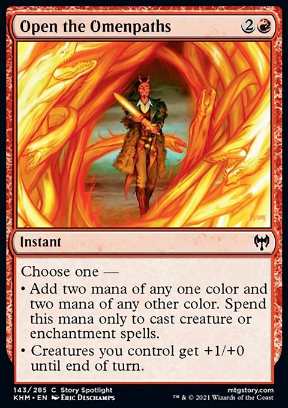 Open the Omenpaths 2
Instant
Choose one —
• Add two mana of any one color and
two mana of any other color. Spend
this mana only to cast creature or
enchantment spells.
• Creatures you control get +1/+0
until end of turn.
143/285 C Story Spotlight mtgstory.com
KHM • EN Eric Deschamps ™ & © 2021 Wizards of the Coast